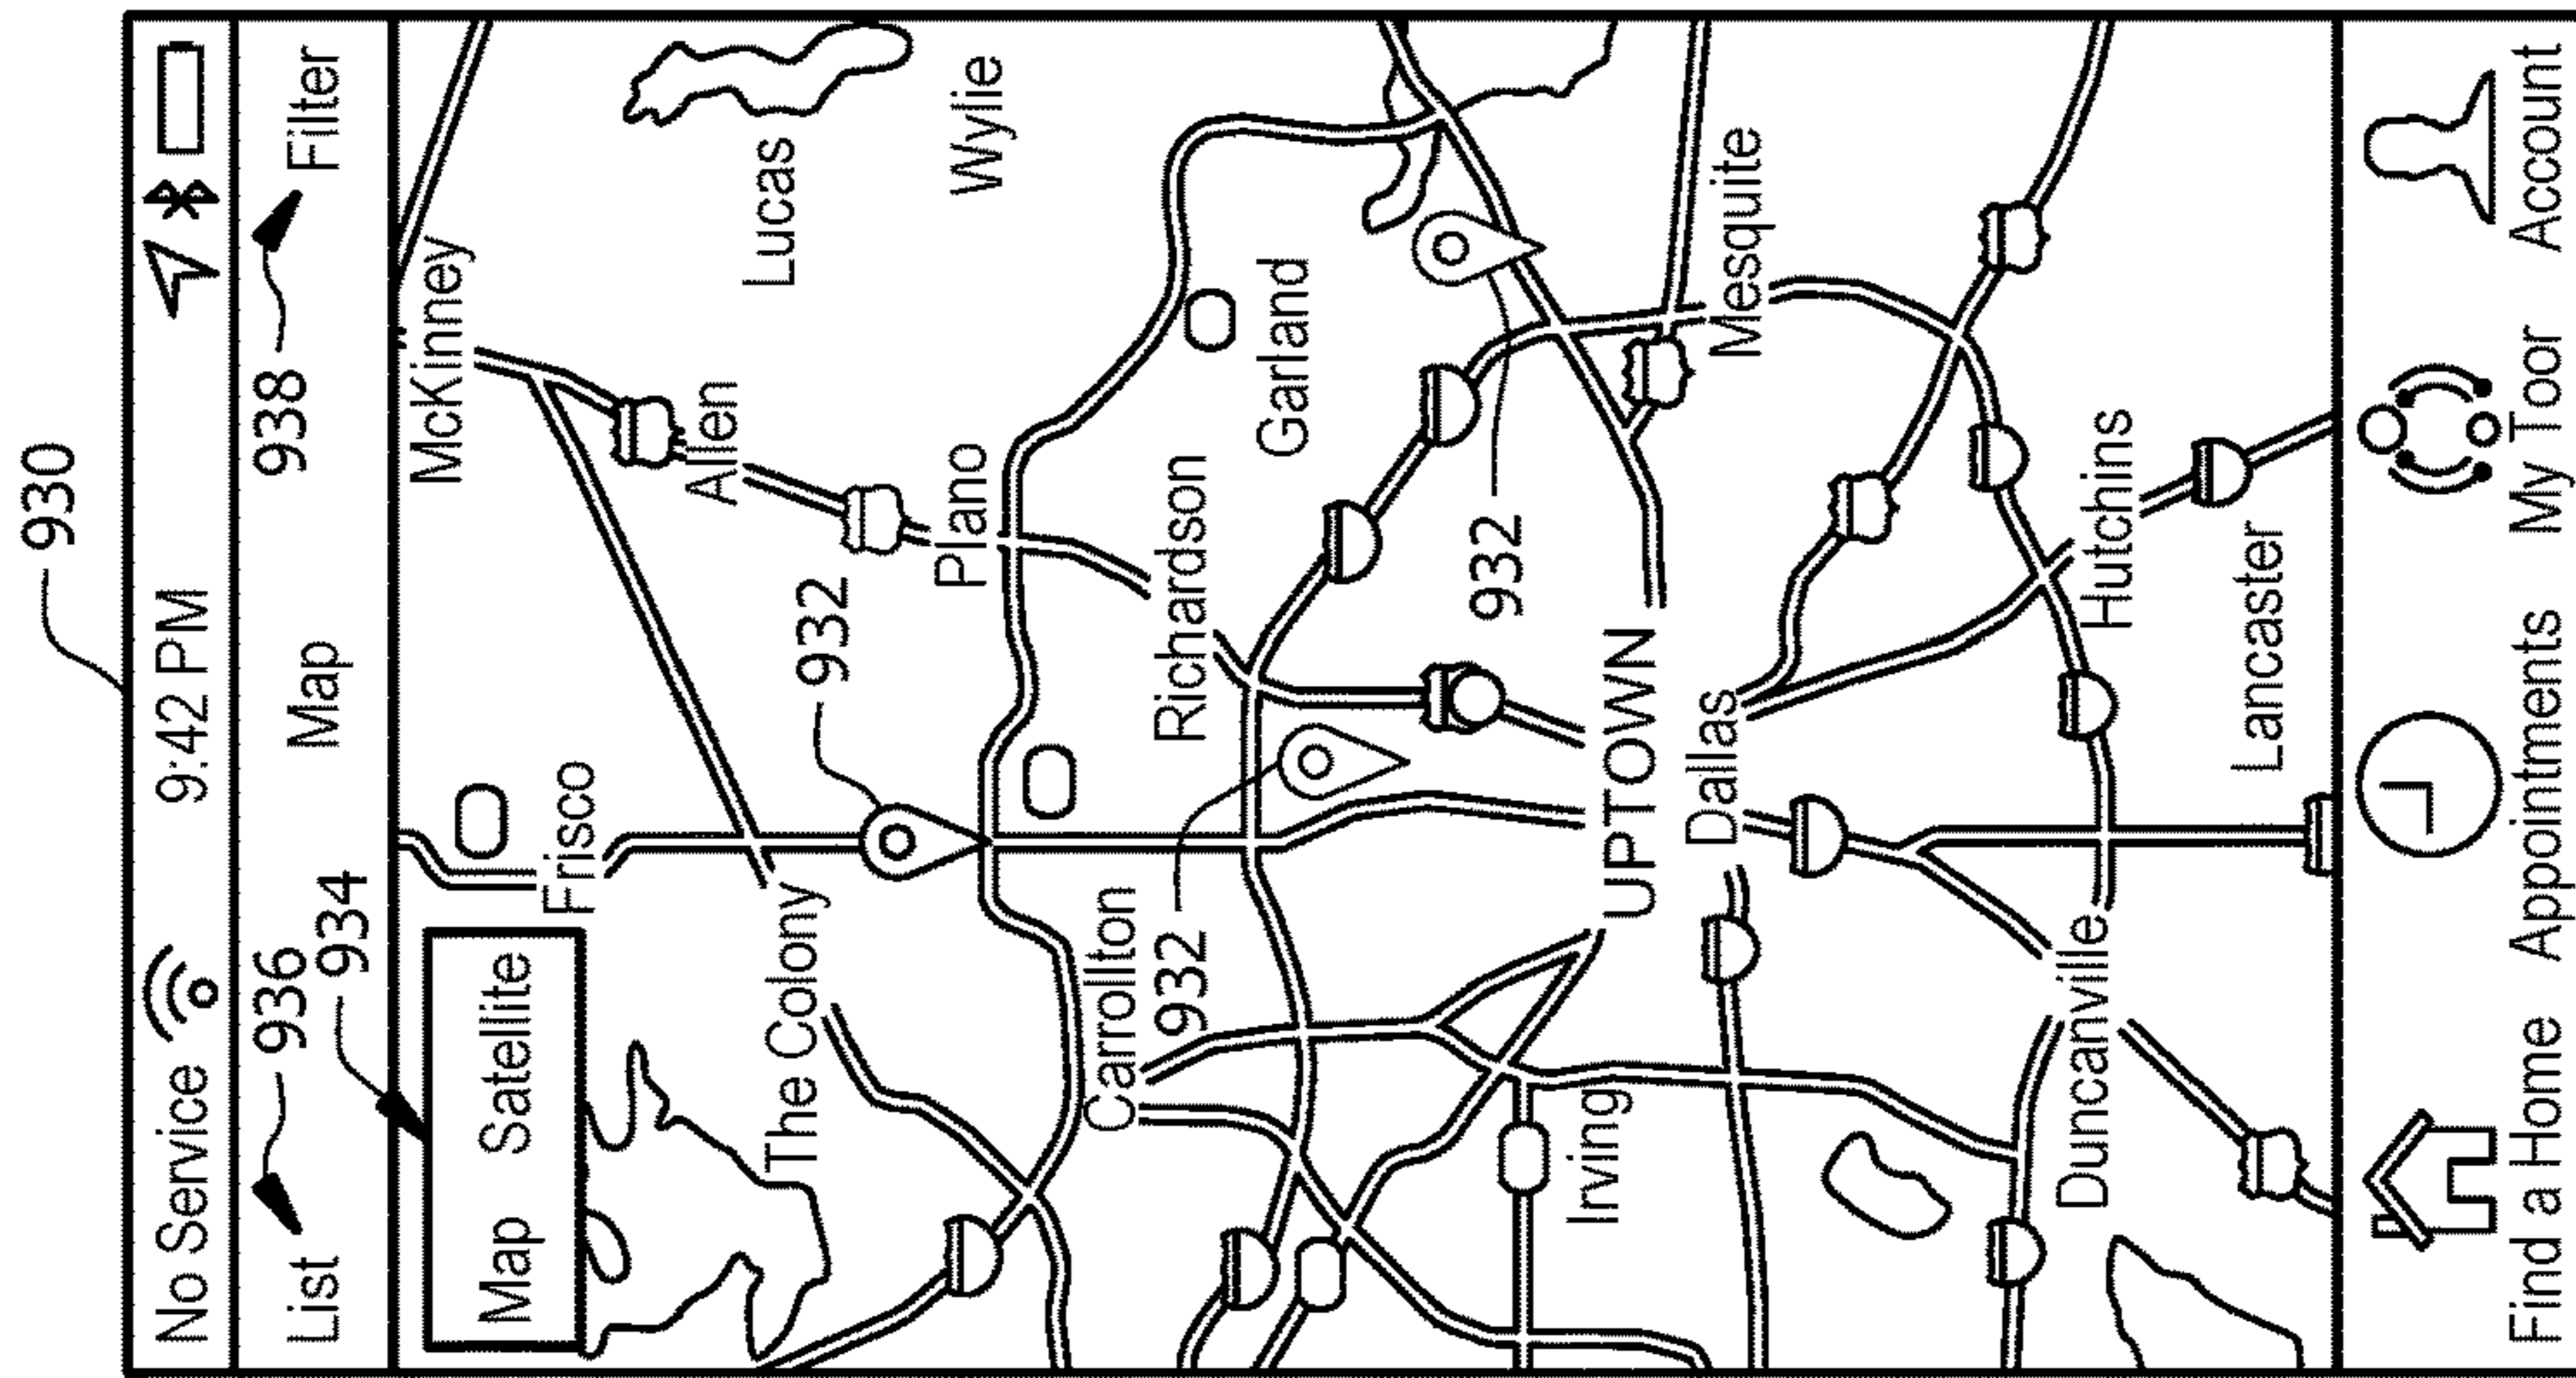 930
No Service 9:42 PM
List 936 Map 938 Filter
934
Map Satellite
McKinney
Frisco
Allen
Lucas
The Colony
932
Plano
Wylie
Carrollton
932
Richardson
Garland
932
Irving
UPTOWN
Dallas
Mesquite
Duncanville
Hutchins
Lancaster
Find a Home Appointments My Toor Account